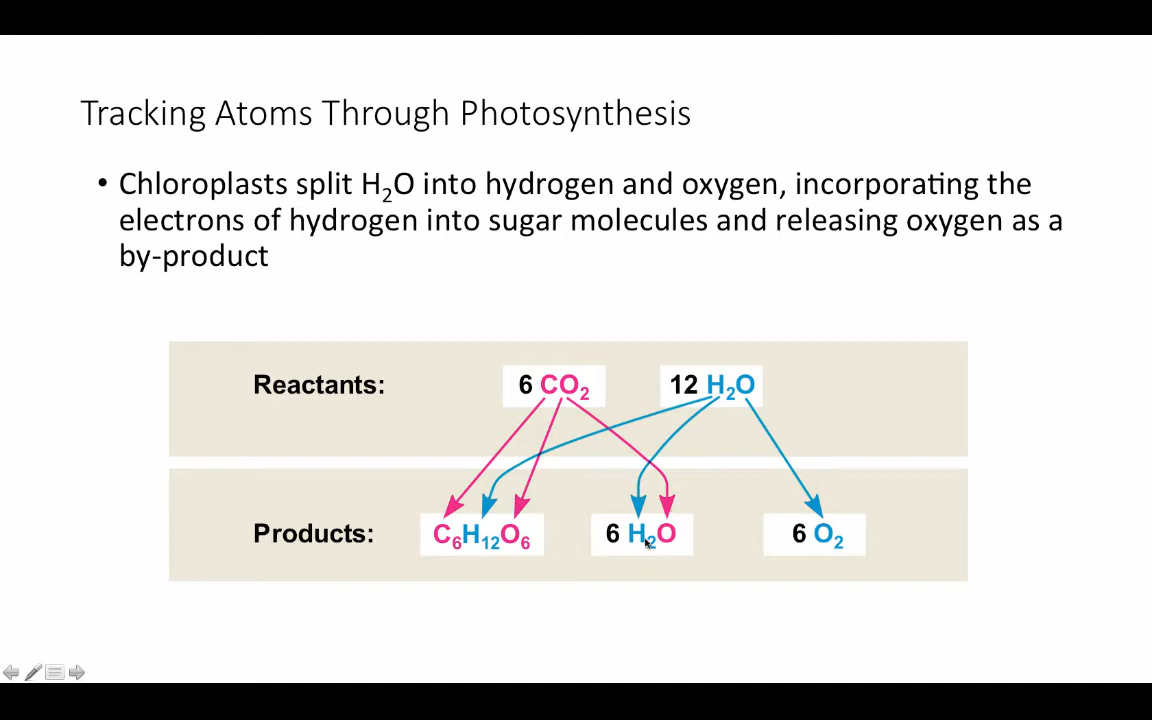 Tracking Atoms Through Photosynthesis
• Chloroplasts split H₂O into hydrogen and oxygen, incorporating the
electrons of hydrogen into sugar molecules and releasing oxygen as a
by-product
Reactants: 6 CO₂ 12 H₂O
Products: C₆H₁₂O₆ 6 H₂O 6 O₂